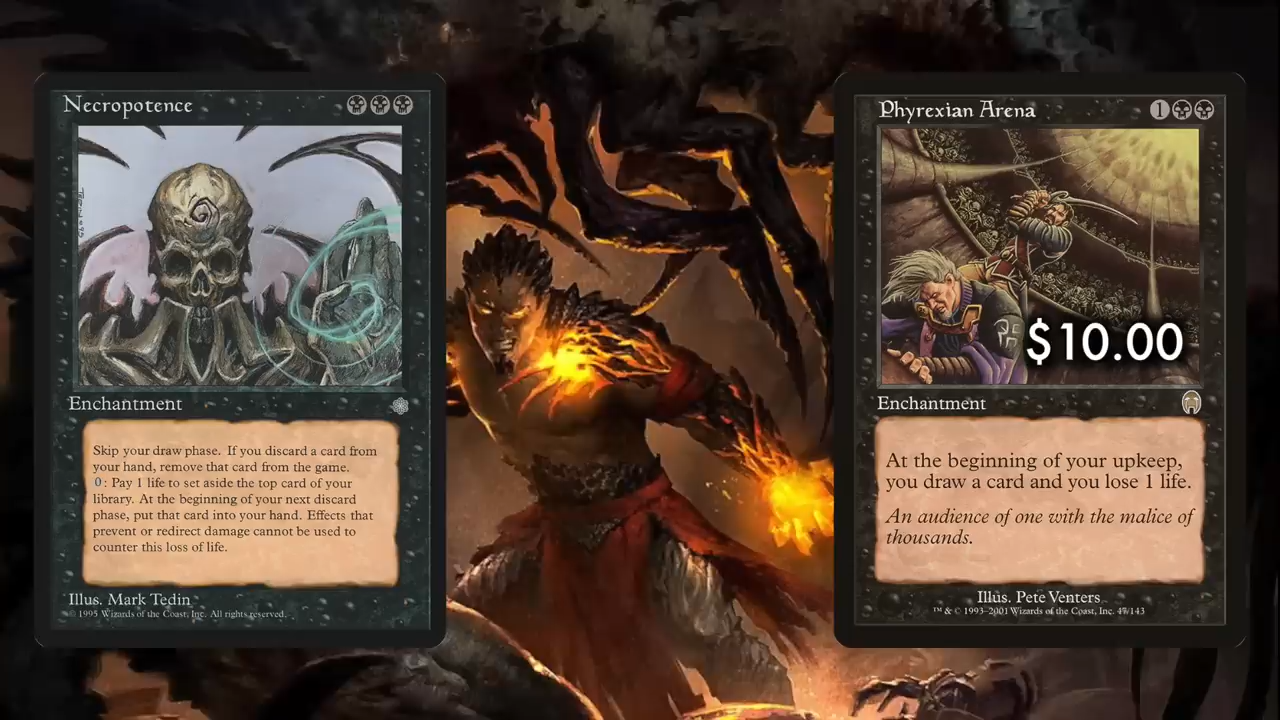 Necropotence
Enchantment
Skip your draw phase. If you discard a card from
your hand, remove that card from the game.
0: Pay 1 life to set aside the top card of your
library. At the beginning of your next discard
phase, put that card into your hand. Effects that
prevent or redirect damage cannot be used to
counter this loss of life.
Illus. Mark Tedin
© 1995 Wizards of the Coast, Inc. All rights reserved.
Phyrexian Arena
1
$10.00
Enchantment
At the beginning of your upkeep,
you draw a card and you lose 1 life.
An audience of one with the malice of
thousands.
Illus. Pete Venters
™ & © 1993–2001 Wizards of the Coast, Inc. 47/143